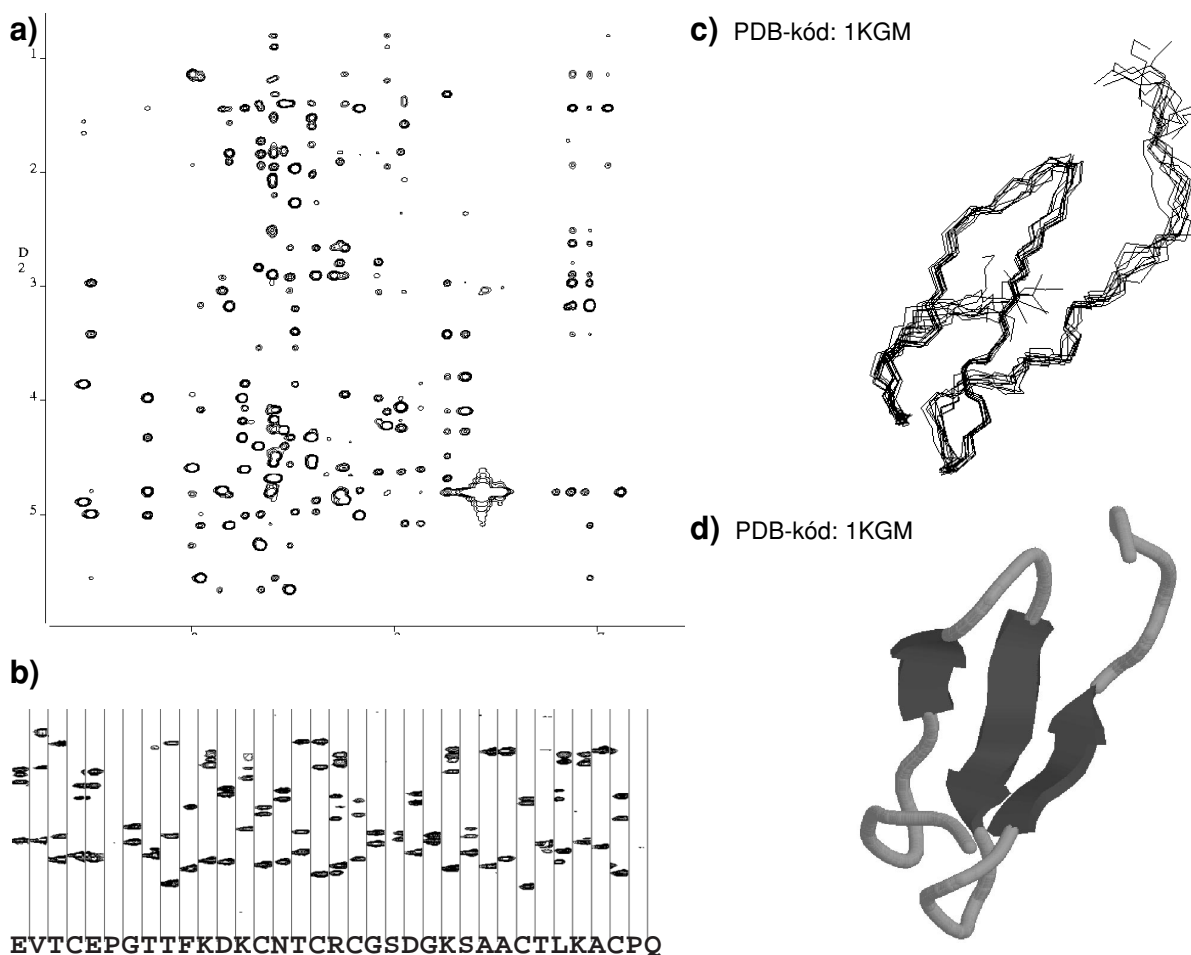 a)
1
2
D
2
3
4
5
b)
EVTCEPGTTFKDKCNTCRCGSDGKSAACTLKACPQ
c) PDB-kód: 1KGM
d) PDB-kód: 1KGM